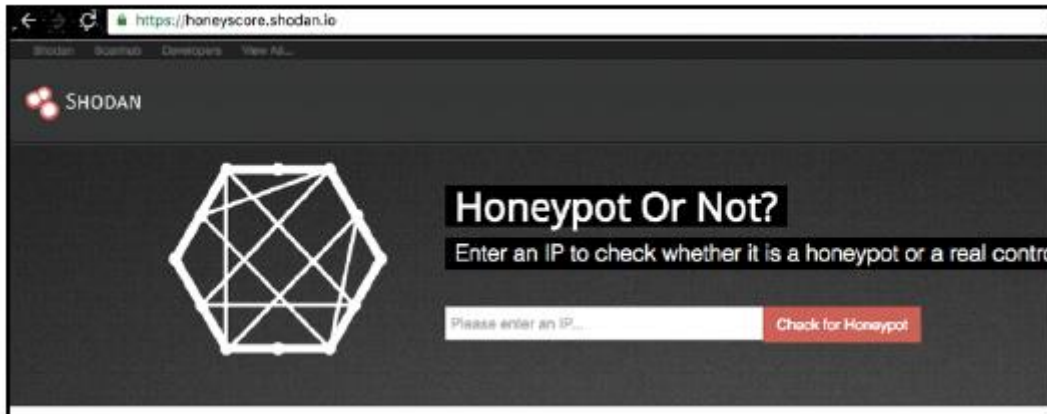 https://honeyscore.shodan.io
Shodan Scanhub Developers View All...
SHODAN
Honeypot Or Not?
Enter an IP to check whether it is a honeypot or a real contro
Please enter an IP...
Check for Honeypot